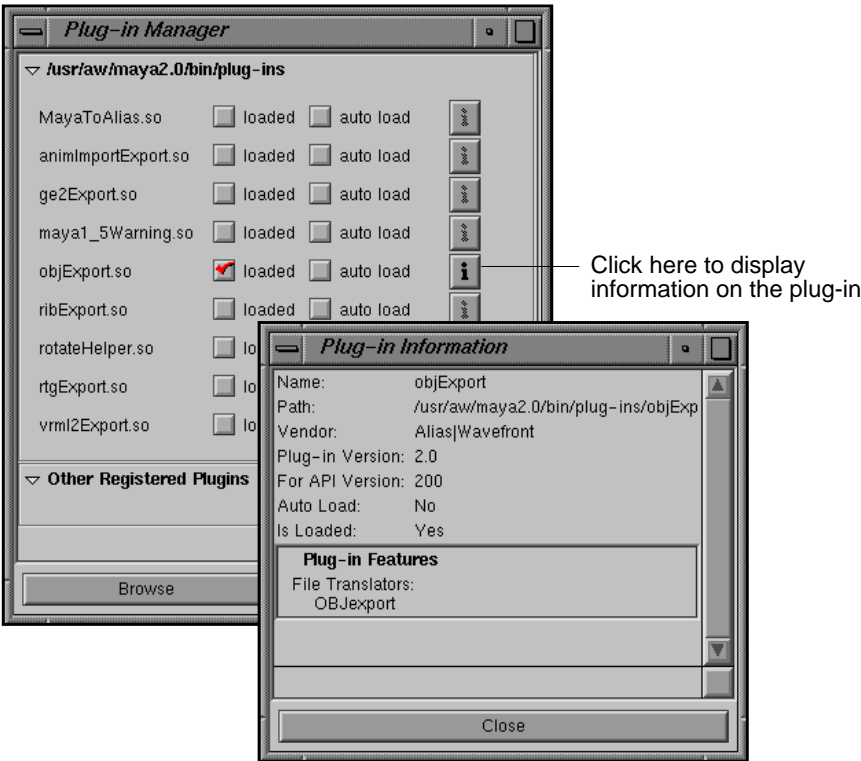 Plug-in Manager
/usr/aw/maya2.0/bin/plug-ins
MayaToAlias.so loaded auto load i
animImportExport.so loaded auto load i
ge2Export.so loaded auto load i
maya1_5Warning.so loaded auto load i
objExport.so loaded auto load i
ribExport.so loaded auto load i
rotateHelper.so lo
rtgExport.so lo
vrml2Export.so lo
Other Registered Plugins
Browse
Click here to display
information on the plug-in
Plug-in Information
Name: objExport
Path: /usr/aw/maya2.0/bin/plug-ins/objExp
Vendor: Alias|Wavefront
Plug-in Version: 2.0
For API Version: 200
Auto Load: No
Is Loaded: Yes
Plug-in Features
File Translators:
OBJexport
Close